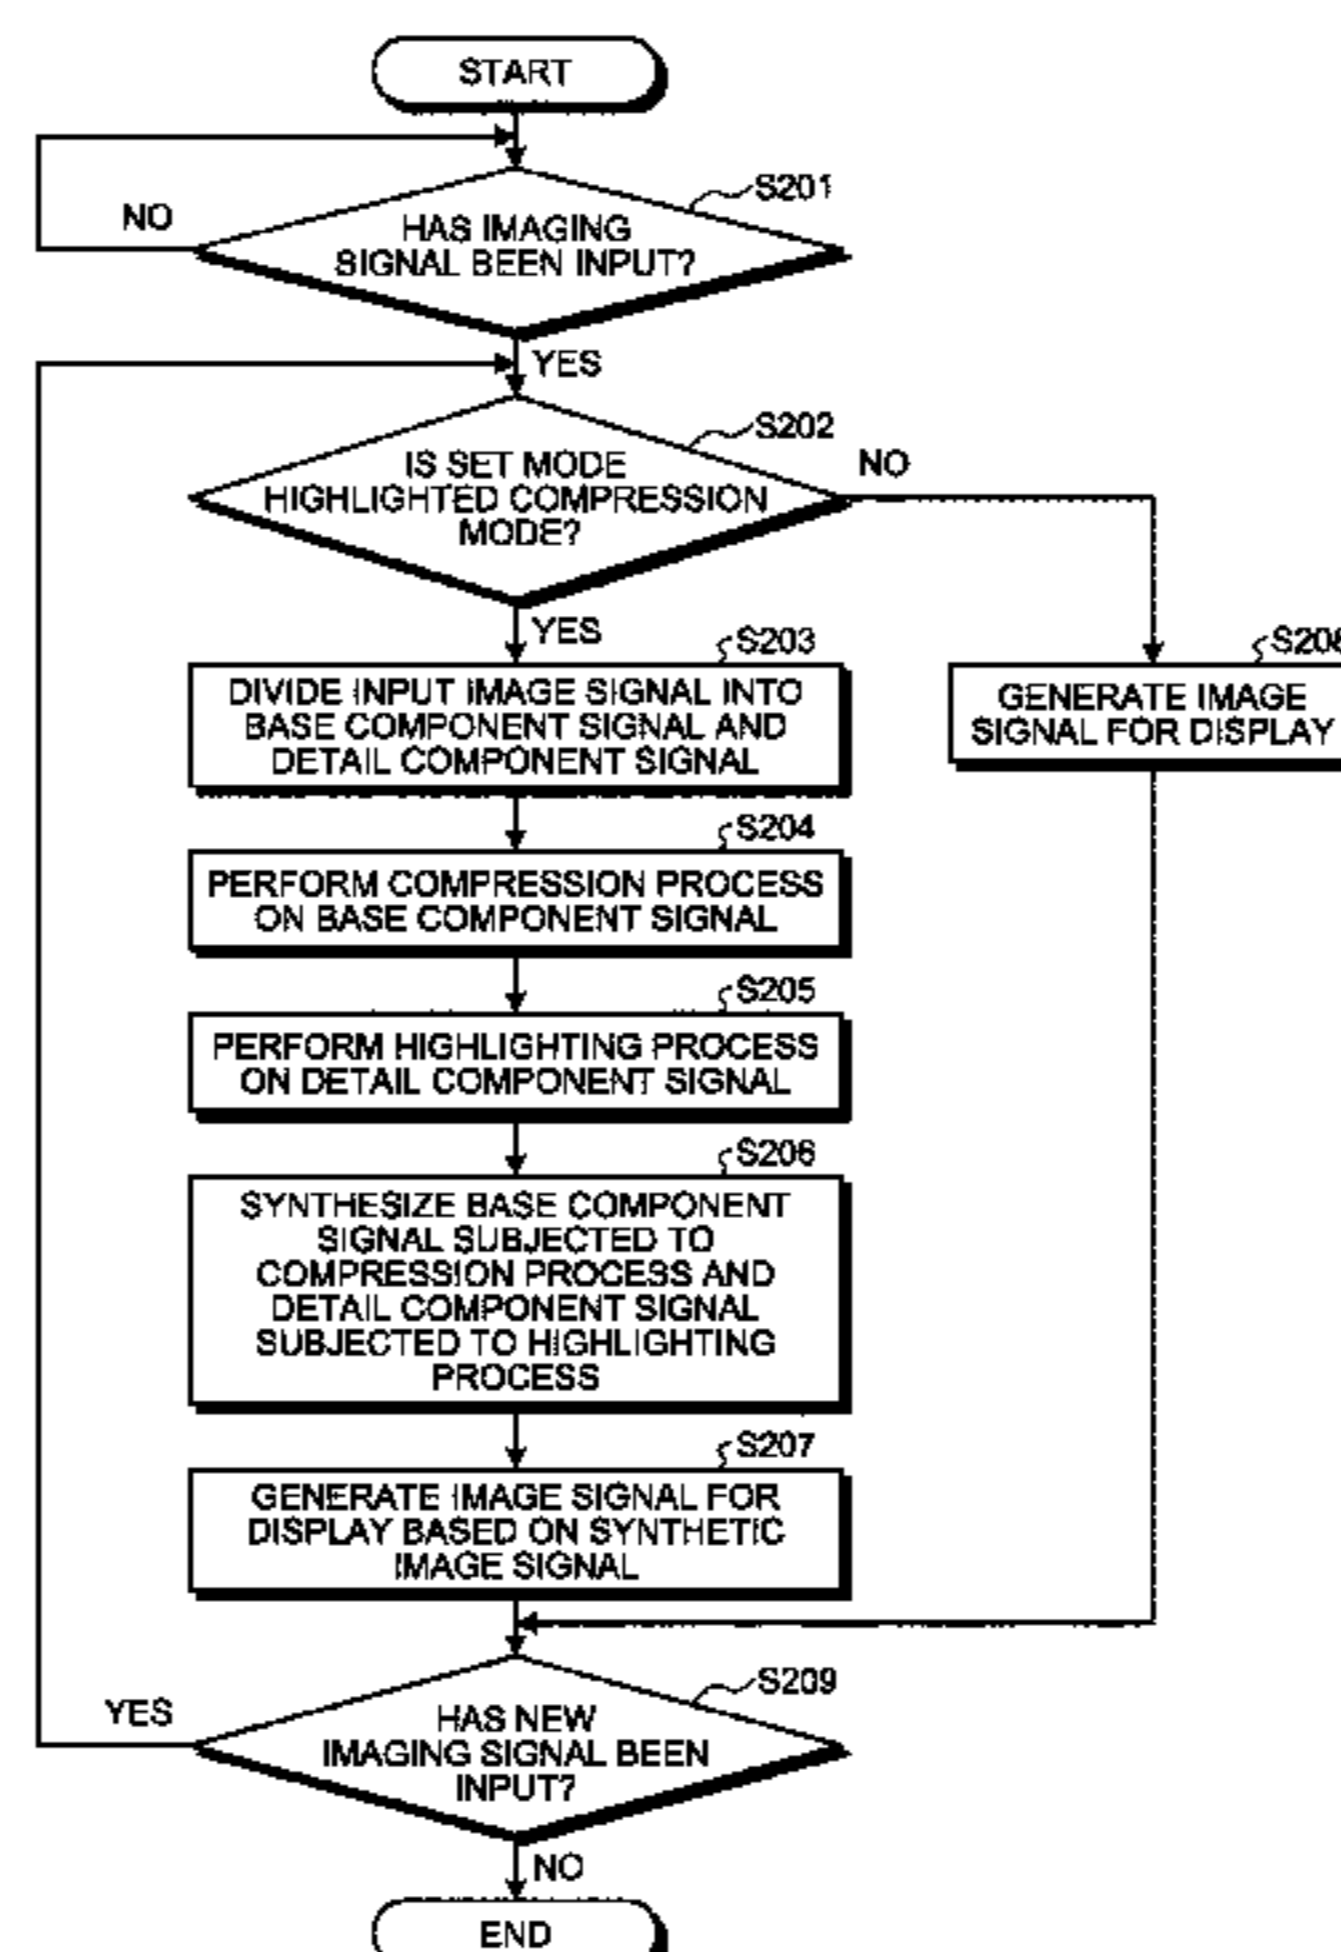 START
S201
NO
HAS IMAGING
SIGNAL BEEN INPUT?
YES
S202
IS SET MODE
HIGHLIGHTED COMPRESSION
MODE?
NO
YES
S203
DIVIDE INPUT IMAGE SIGNAL INTO
BASE COMPONENT SIGNAL AND
DETAIL COMPONENT SIGNAL
S208
GENERATE IMAGE
SIGNAL FOR DISPLAY
S204
PERFORM COMPRESSION PROCESS
ON BASE COMPONENT SIGNAL
S205
PERFORM HIGHLIGHTING PROCESS
ON DETAIL COMPONENT SIGNAL
S206
SYNTHESIZE BASE COMPONENT
SIGNAL SUBJECTED TO
COMPRESSION PROCESS AND
DETAIL COMPONENT SIGNAL
SUBJECTED TO HIGHLIGHTING
PROCESS
S207
GENERATE IMAGE SIGNAL FOR
DISPLAY BASED ON SYNTHETIC
IMAGE SIGNAL
S209
YES
HAS NEW
IMAGING SIGNAL BEEN
INPUT?
NO
END